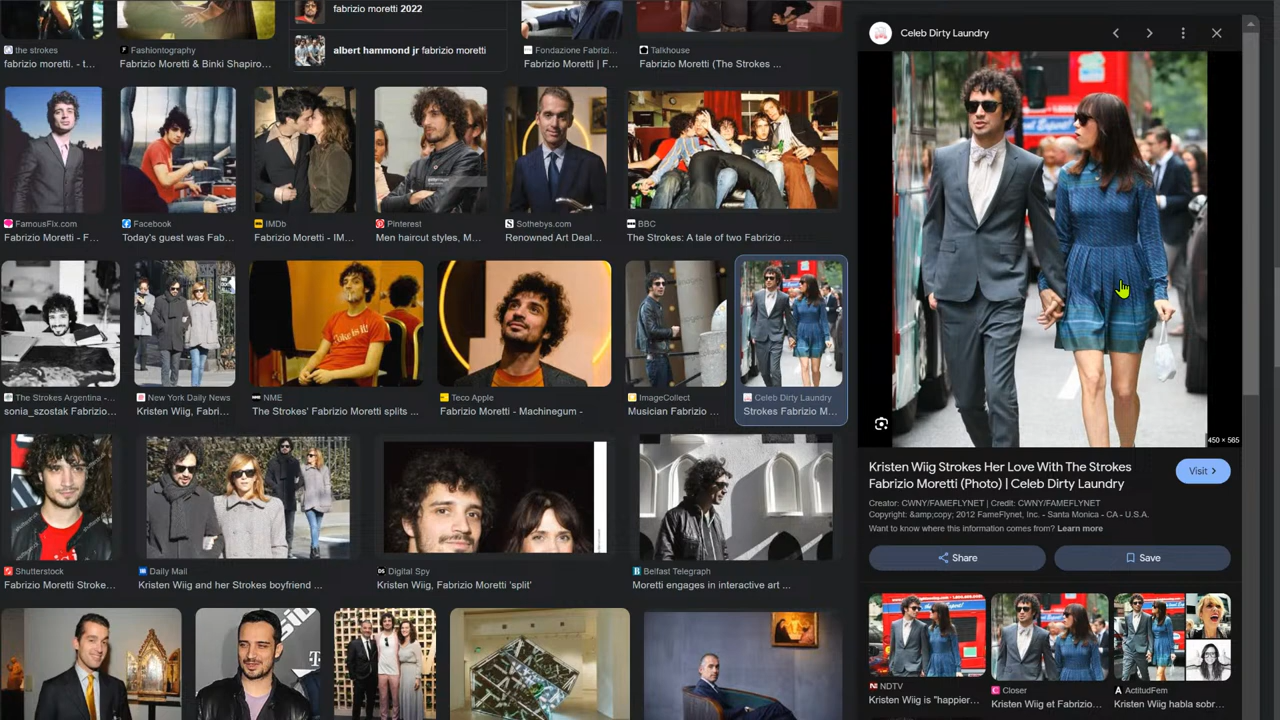 fabrizio moretti 2022
albert hammond jr fabrizio moretti
the strokes
fabrizio moretti. - t...
Fashiontography
Fabrizio Moretti & Binki Shapiro...
Fondazione Fabrizi...
Fabrizio Moretti | F...
Talkhouse
Fabrizio Moretti (The Strokes ...
FamousFix.com
Fabrizio Moretti - F...
Facebook
Today's guest was Fab...
IMDb
Fabrizio Moretti - IM...
Pinterest
Men haircut styles, M...
Sothebys.com
Renowned Art Deal...
BBC
The Strokes: A tale of two Fabrizio ...
The Strokes Argentina - ...
sonia_szostak Fabrizio...
New York Daily News
Kristen Wiig, Fabri...
Coke is it!
NME
The Strokes' Fabrizio Moretti splits ...
Teco Apple
Fabrizio Moretti - Machinegum -
ImageCollect
Musician Fabrizio ...
Celeb Dirty Laundry
Strokes Fabrizio M...
Shutterstock
Fabrizio Moretti Stroke...
Daily Mail
Kristen Wiig and her Strokes boyfriend ...
Digital Spy
Kristen Wiig, Fabrizio Moretti 'split'
Belfast Telegraph
Moretti engages in interactive art ...
Celeb Dirty Laundry
450 × 565
Kristen Wiig Strokes Her Love With The Strokes
Fabrizio Moretti (Photo) | Celeb Dirty Laundry
Visit
Creator: CWNY/FAMEFLYNET | Credit: CWNY/FAMEFLYNET
Copyright: &amp;copy; 2012 FameFlynet, Inc. - Santa Monica - CA - U.S.A.
Want to know where this information comes from? Learn more
Share
Save
NDTV
Kristen Wiig is "happier...
Closer
Kristen Wiig et Fabrizio...
ActitudFem
Kristen Wiig habla sobr...